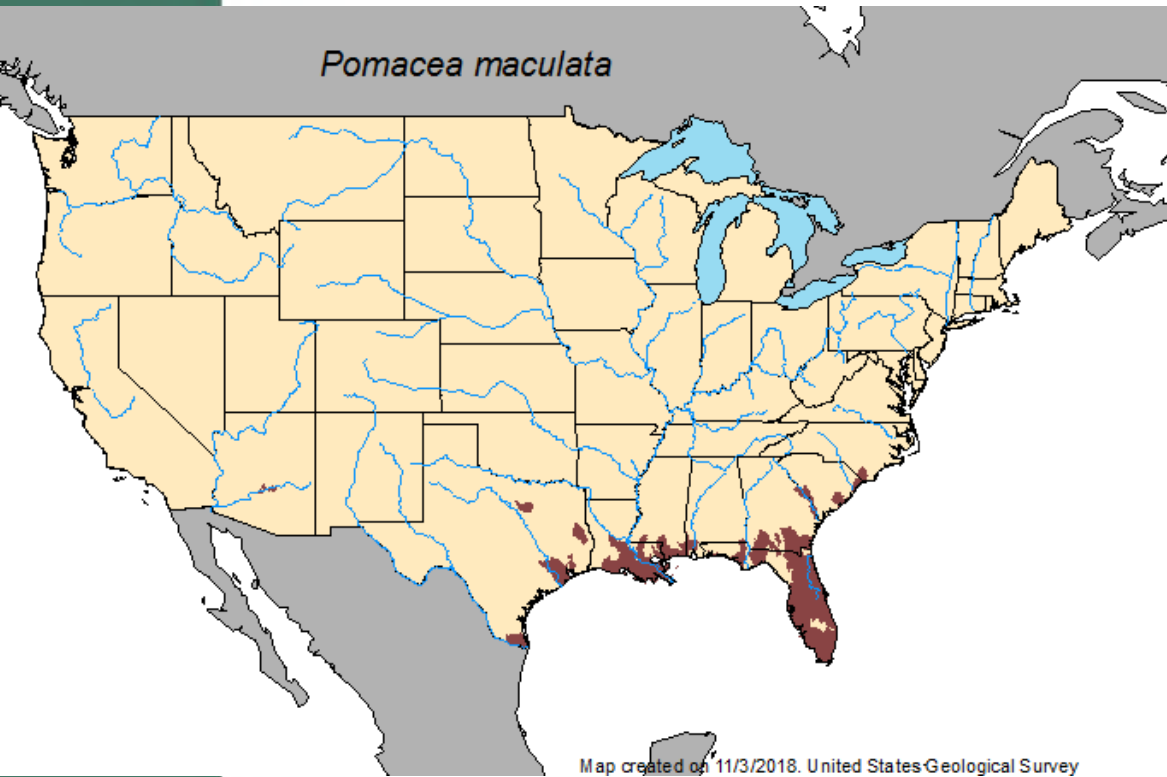 Pomacea maculata
Map created on 11/3/2018. United States Geological Survey